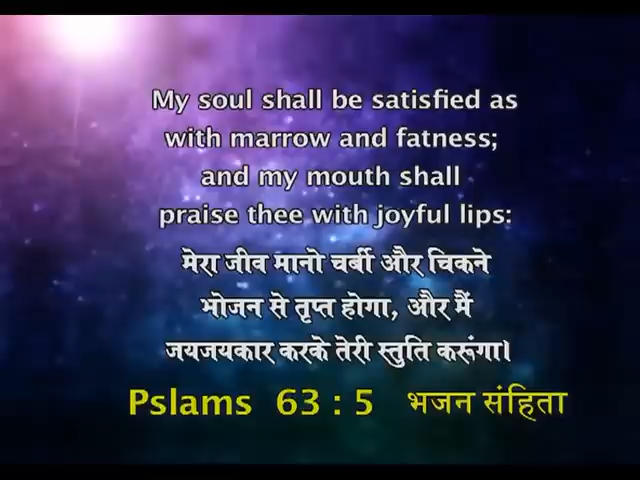 My soul shall be satisfied as
with marrow and fatness;
and my mouth shall
praise thee with joyful lips:
मेरा जीव मानो चर्बी और चिकने
भोजन से तृप्त होगा, और मैं
जयजयकार करके तेरी स्तुति करूंगा।
Pslams 63 : 5 भजन संहिता